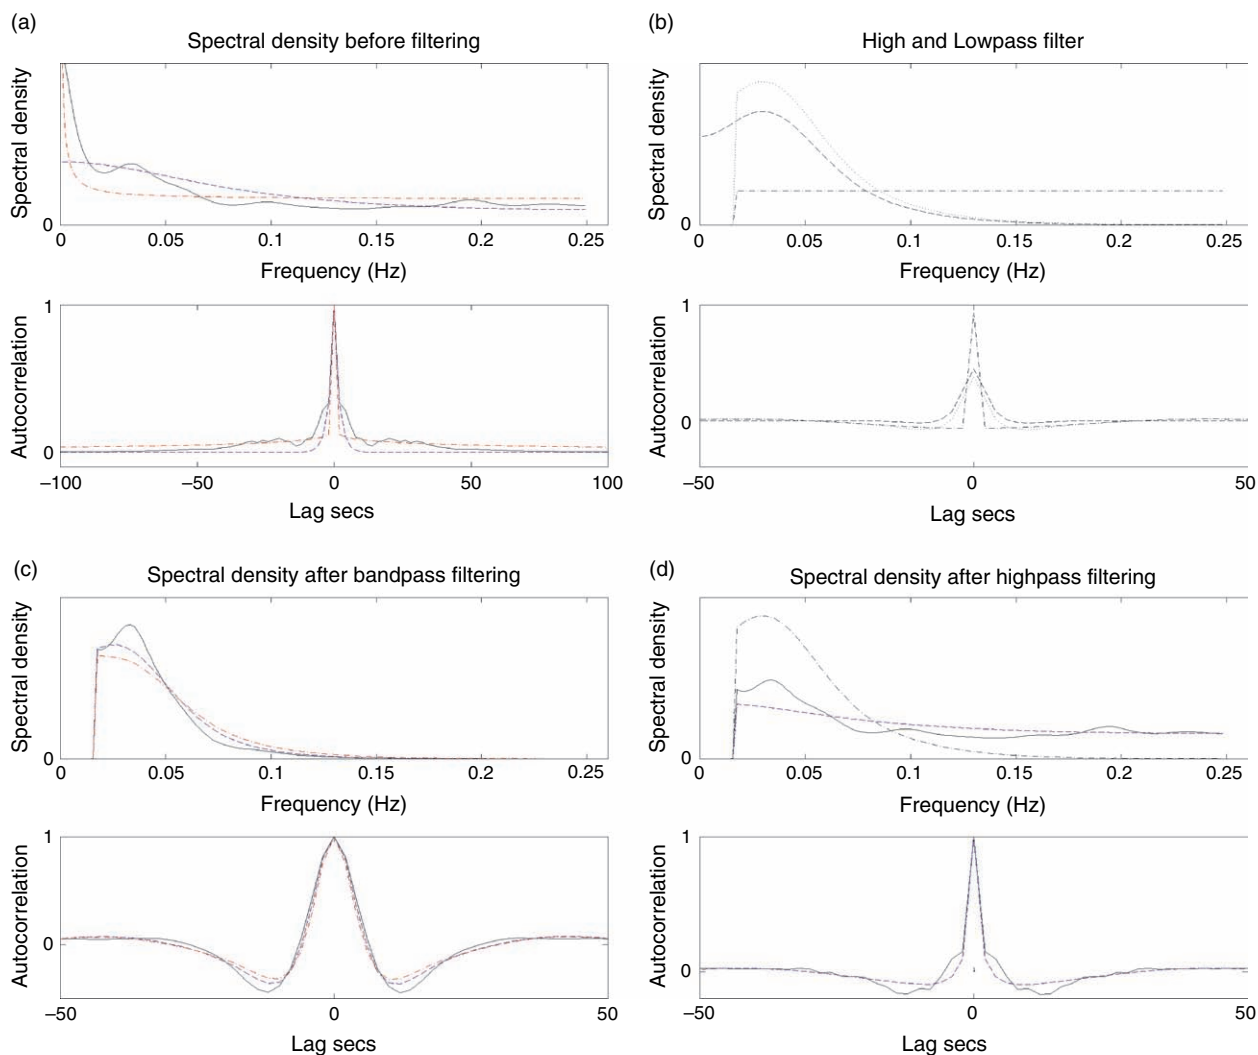 (a)
Spectral density before filtering
Spectral density
0
0 0.05 0.1 0.15 0.2 0.25
Frequency (Hz)
Autocorrelation
1
0
–100 –50 0 50 100
Lag secs
(b)
High and Lowpass filter
Spectral density
0
0 0.05 0.1 0.15 0.2 0.25
Frequency (Hz)
Autocorrelation
1
0
–50 0 50
Lag secs
(c)
Spectral density after bandpass filtering
Spectral density
0
0 0.05 0.1 0.15 0.2 0.25
Frequency (Hz)
Autocorrelation
1
0
–50 0 50
Lag secs
(d)
Spectral density after highpass filtering
Spectral density
0
0 0.05 0.1 0.15 0.2 0.25
Frequency (Hz)
Autocorrelation
1
0
–50 0 50
Lag secs